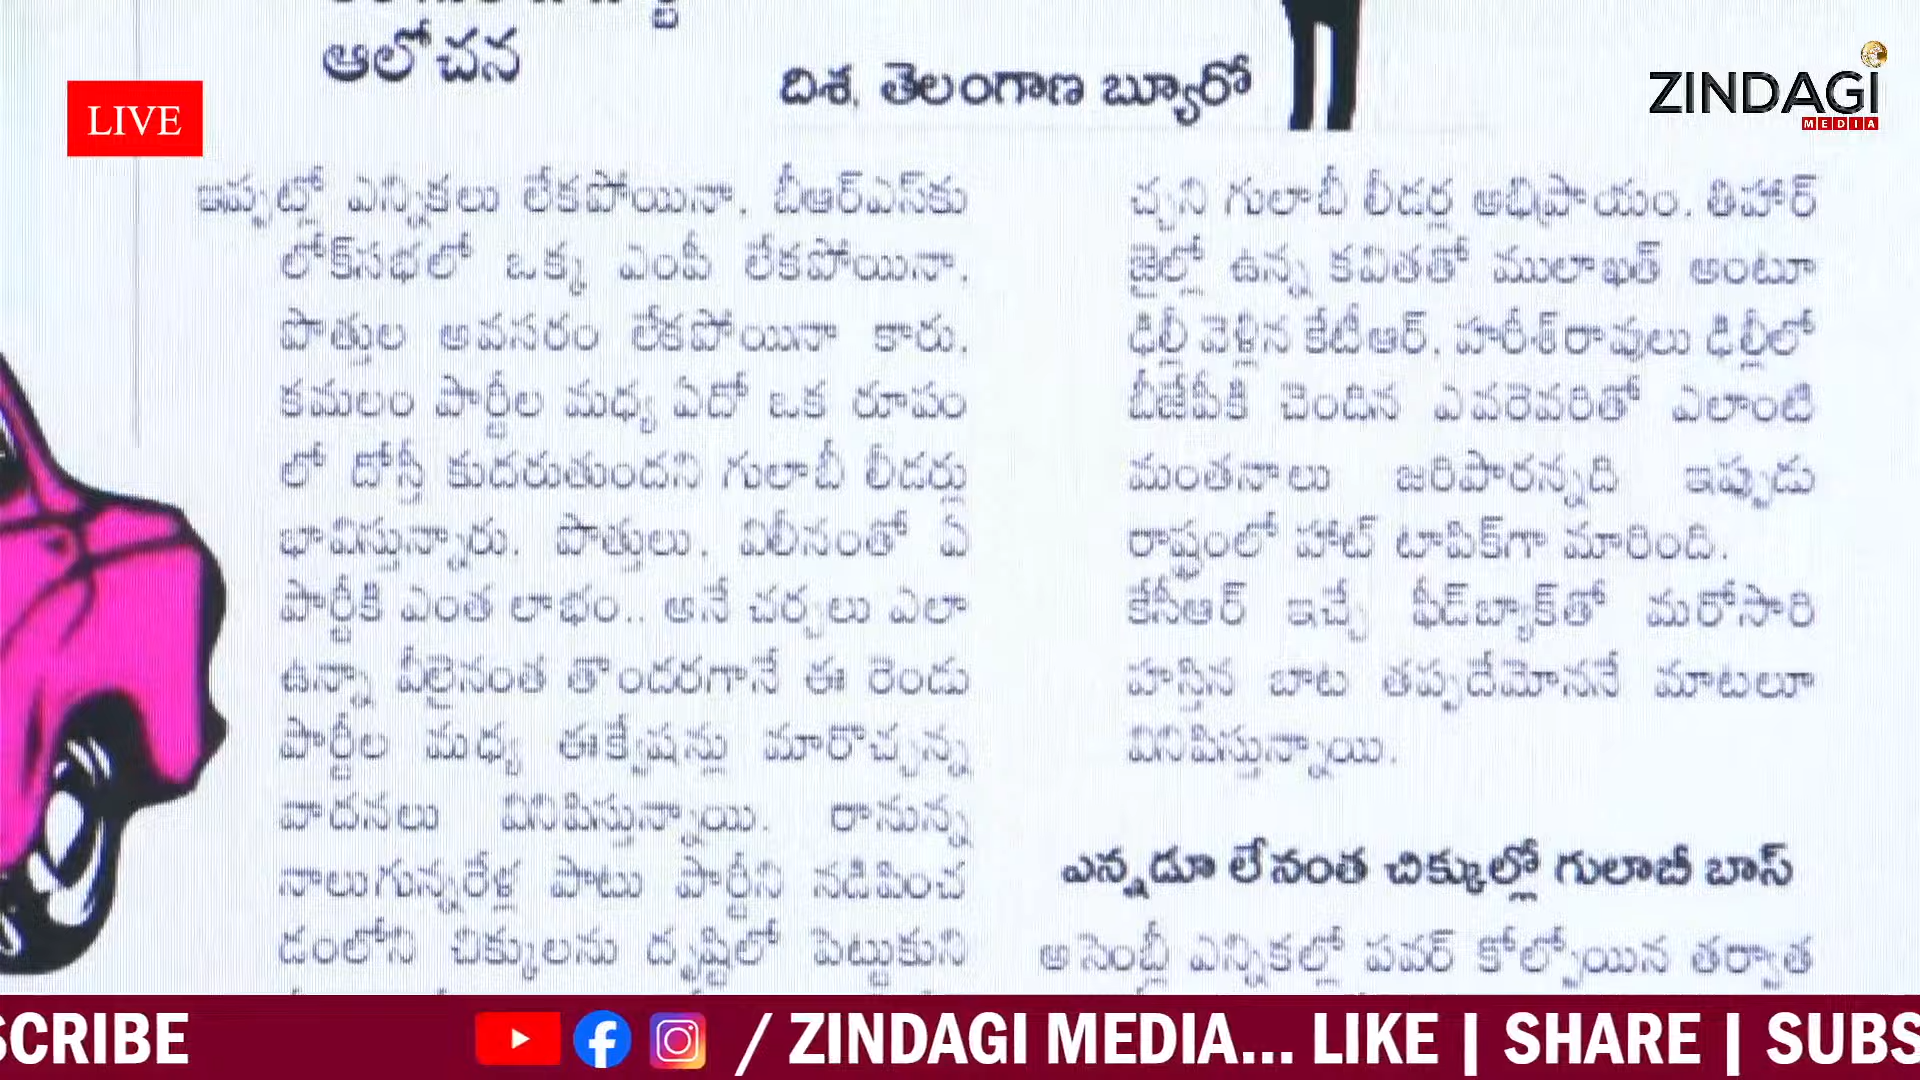 ఆలోచన
దిశ, తెలంగాణ బ్యూరో
LIVE
ZINDAGI
MEDIA
ఇప్పట్లో ఎన్నికలు లేకపోయినా, బీఆర్ఎస్‌కు
లోక్‌సభలో ఒక్క ఎంపీ లేకపోయినా,
పొత్తుల అవసరం లేకపోయినా కారు,
కమలం పార్టీల మధ్య ఏదో ఒక రూపం
లో దోస్తీ కుదురుతుందని గులాబీ లీడర్లు
భావిస్తున్నారు. పొత్తులు, విలీనంతో ఏ
పార్టీకి ఎంత లాభం.. అనే చర్చలు ఎలా
ఉన్నా వీలైనంత తొందరగానే ఈ రెండు
పార్టీల మధ్య ఈక్వేషన్లు మారొచ్చన్న
వాదనలు వినిపిస్తున్నాయి. రానున్న
నాలుగున్నరేళ్ల పాటు పార్టీని నడిపించ
డంలోని చిక్కులను దృష్టిలో పెట్టుకుని
చ్చని గులాబీ లీడర్ల అభిప్రాయం. తిహార్
జైల్లో ఉన్న కవితతో ములాఖత్ అంటూ
ఢిల్లీ వెళ్లిన కేటీఆర్, హరీశ్‌రావులు ఢిల్లీలో
బీజేపీకి చెందిన ఎవరెవరితో ఎలాంటి
మంతనాలు జరిపారన్నది ఇప్పుడు
రాష్ట్రంలో హాట్ టాపిక్‌గా మారింది.
కేసీఆర్ ఇచ్చే ఫీడ్‌బ్యాక్‌తో మరోసారి
హస్తిన బాట తప్పదేమోననే మాటలూ
వినిపిస్తున్నాయి.
ఎన్నడూ లేనంత చిక్కుల్లో గులాబీ బాస్
అసెంబ్లీ ఎన్నికల్లో పవర్ కోల్పోయిన తర్వాత
SCRIBE / ZINDAGI MEDIA... LIKE | SHARE | SUBS